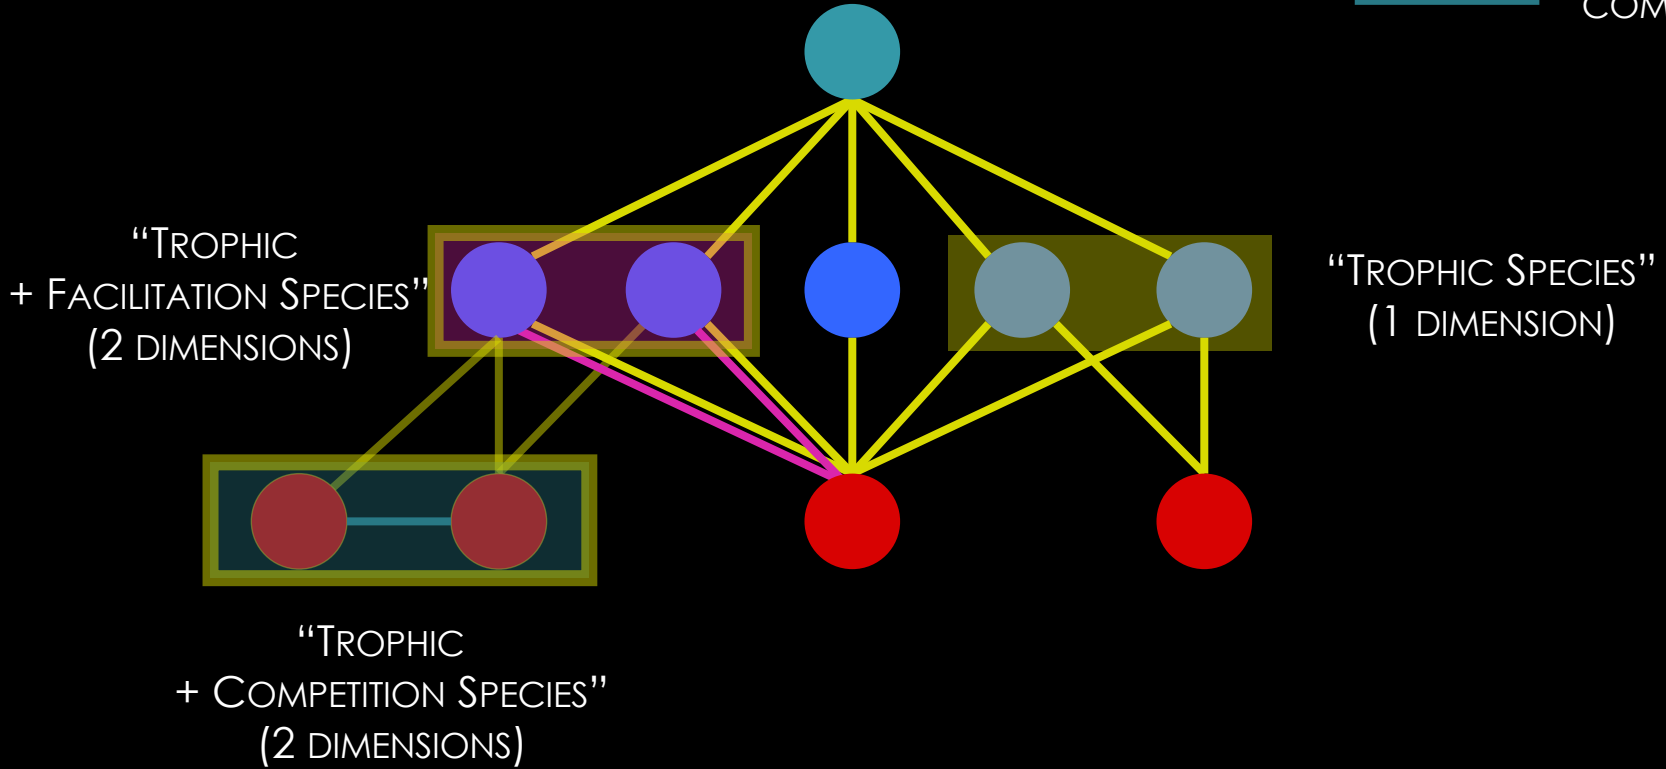 “Trophic
+ Facilitation Species”
(2 dimensions)
“Trophic Species”
(1 dimension)
“Trophic
+ Competition Species”
(2 dimensions)